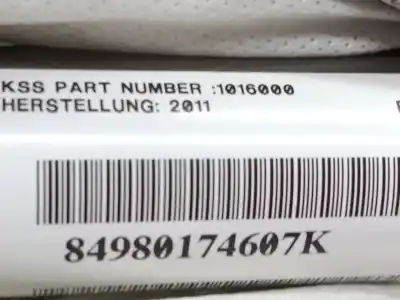 KSS PART NUMBER :1016000
HERSTELLUNG: 2011
84980174607K